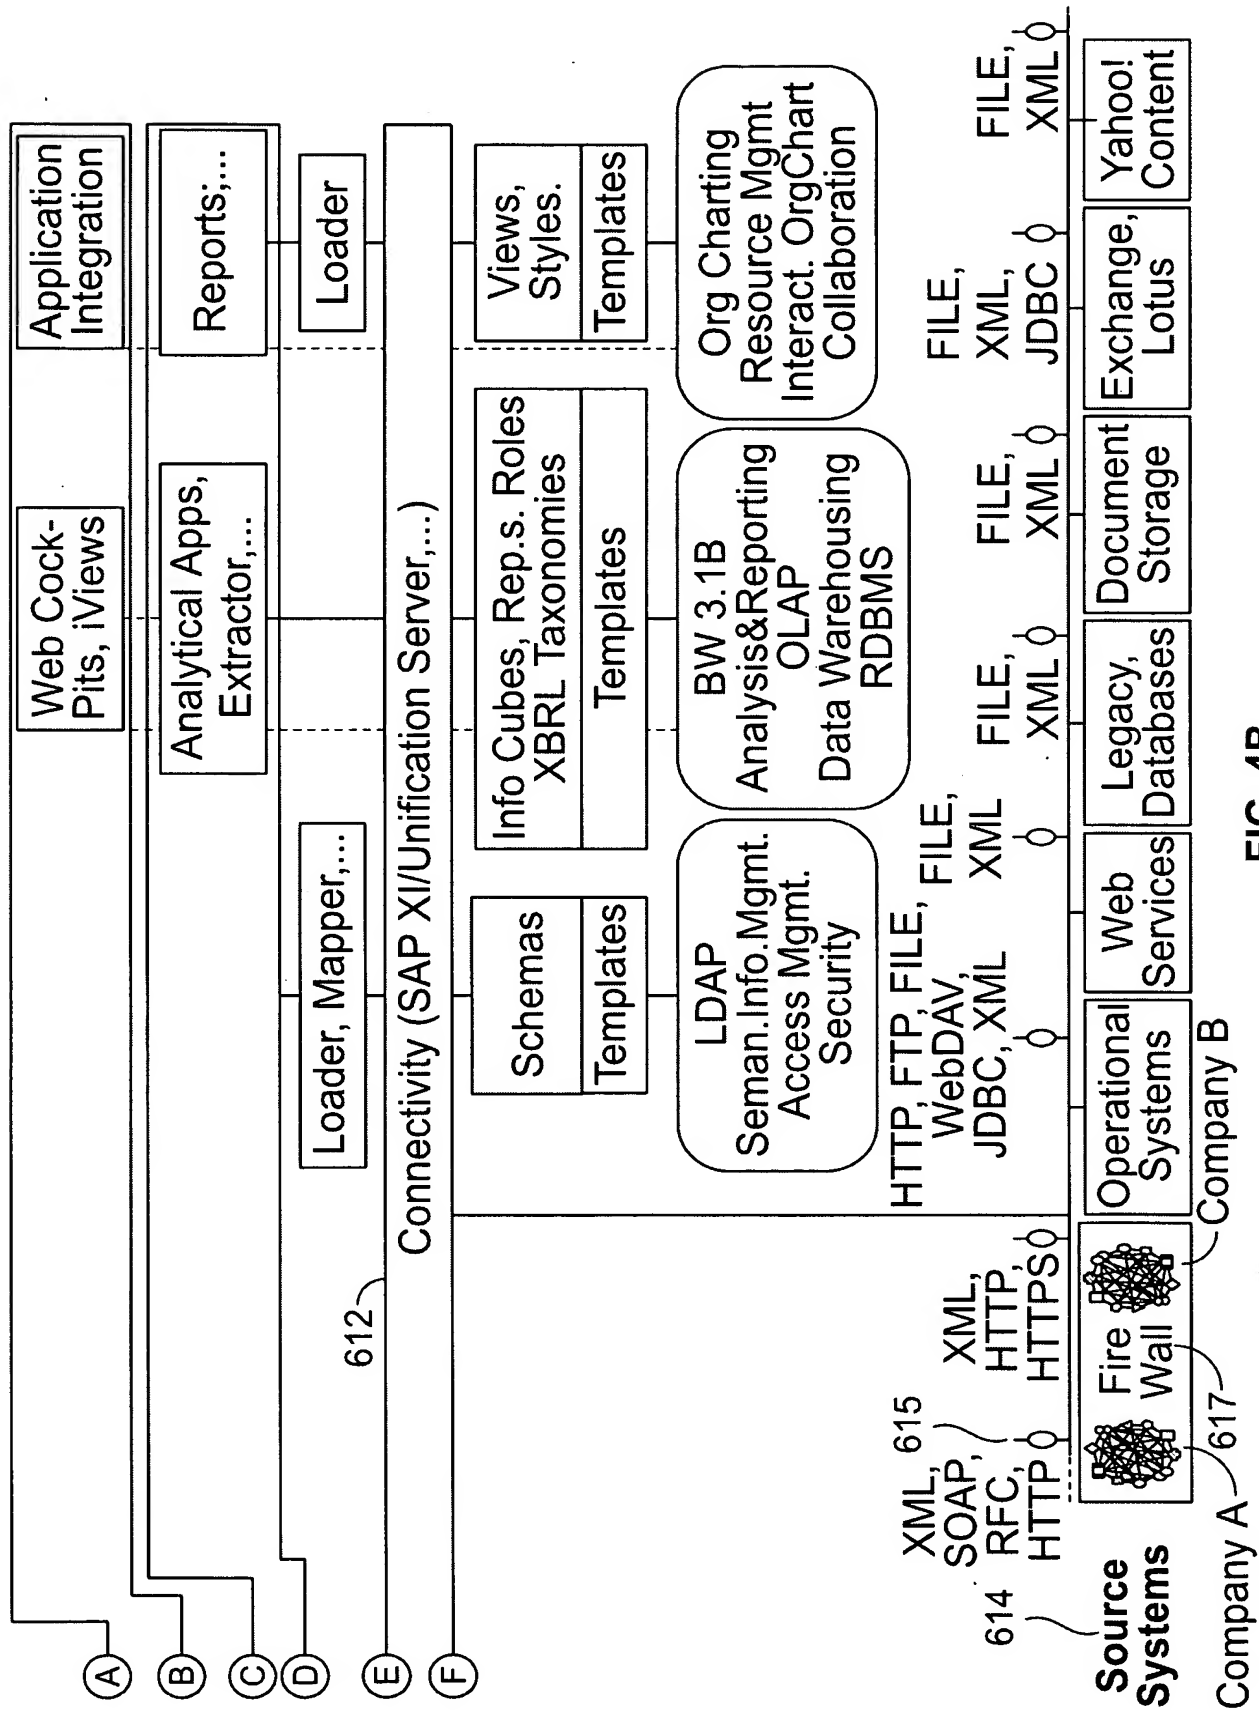 A
B
C
D
E
F
Web Cock-
Pits, iViews
Application
Integration
Analytical Apps,
Extractor,...
Reports;...
Loader, Mapper,...
Loader
612
Connectivity (SAP XI/Unification Server,...)
Schemas
Templates
Info Cubes, Rep.s. Roles
XBRL Taxonomies
Templates
Views,
Styles.
Templates
LDAP
Seman.Info.Mgmt.
Access Mgmt.
Security
BW 3.1B
Analysis&Reporting
OLAP
Data Warehousing
RDBMS
Org Charting
Resource Mgmt
Interact. OrgChart
Collaboration
614
615
XML,
SOAP,
RFC,
HTTP
XML,
HTTP,
HTTPS
HTTP, FTP, FILE,
WebDAV,
JDBC, XML
FILE,
XML
FILE,
XML
FILE,
XML
FILE,
XML,
JDBC
FILE,
XML
Source
Systems
Fire
Wall
Operational
Systems
Web
Services
Legacy,
Databases
Document
Storage
Exchange,
Lotus
Yahoo!
Content
Company A
617
Company B
FIG. 4B